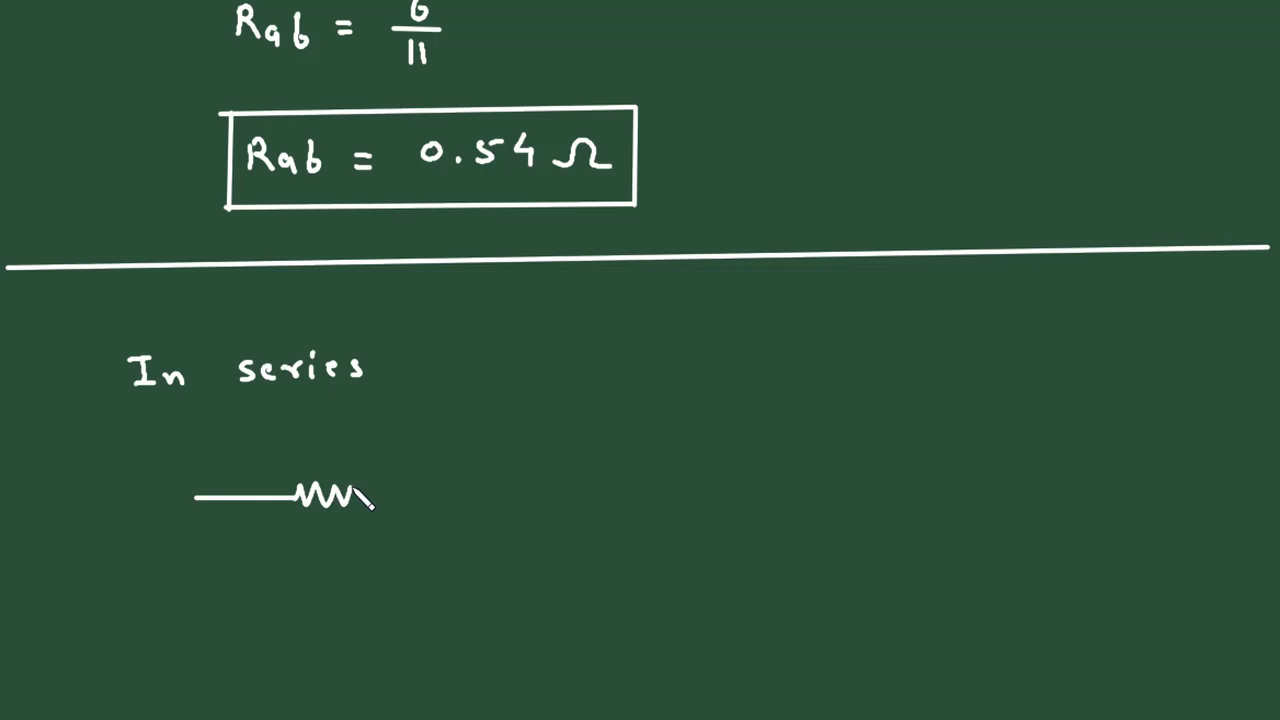 Rab = 6/11
Rab = 0.54 Ω
In series